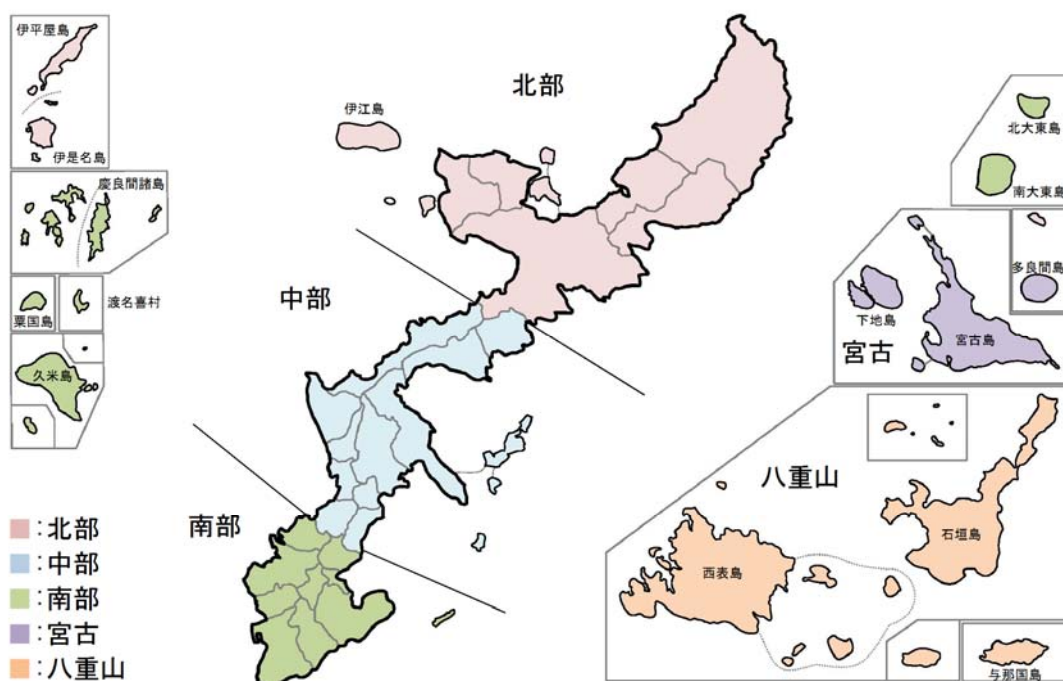 伊平屋島
伊是名島
慶良間諸島
粟国島
渡名喜村
久米島
北部
伊江島
中部
南部
北大東島
南大東島
多良間島
下地島
宮古島
宮古
八重山
石垣島
西表島
与那国島
：北部
：中部
：南部
：宮古
：八重山